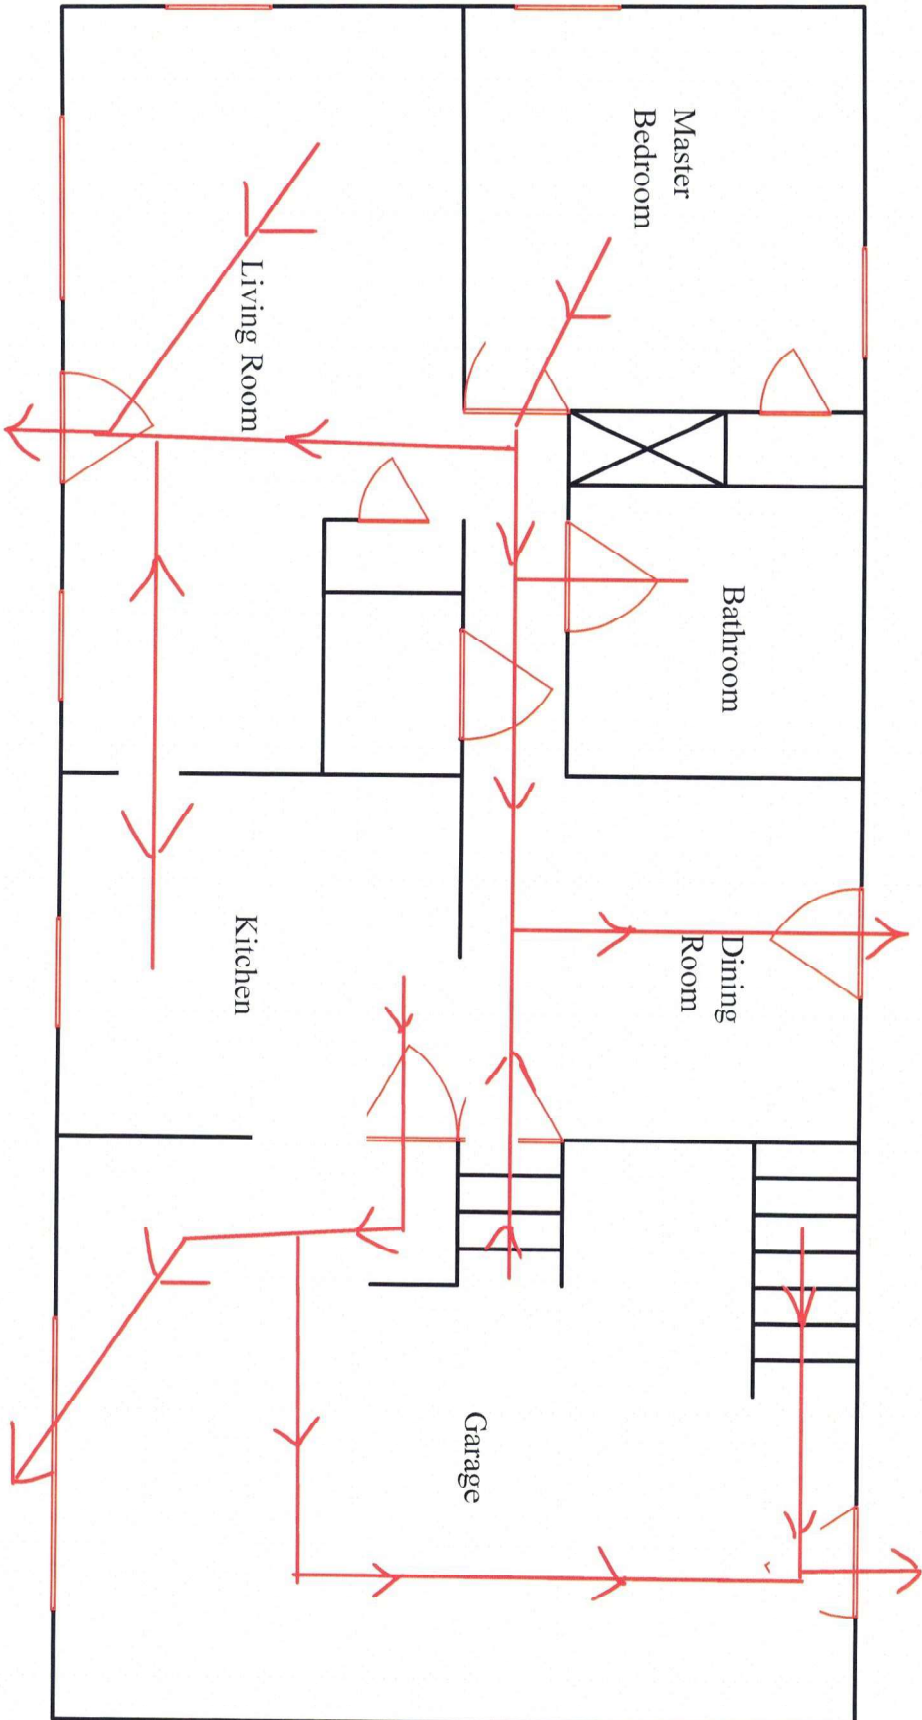 Master
Bedroom
Living Room
Bathroom
Dining
Room
Kitchen
Garage